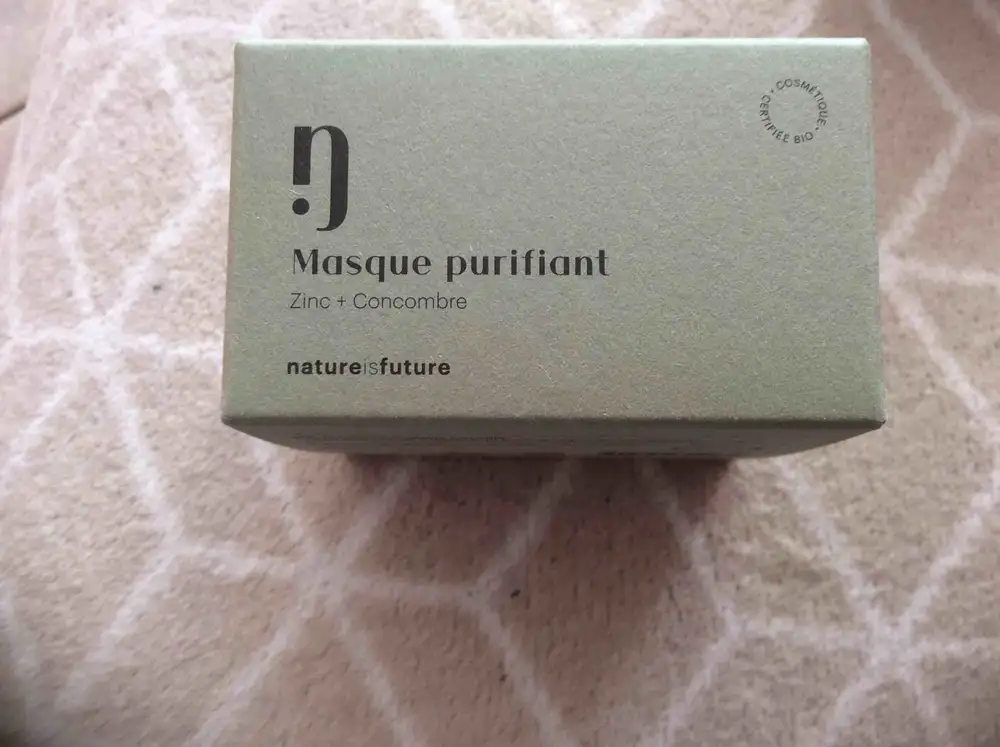 COSMÉTIQUE • CERTIFIÉE BIO •
Masque purifiant
Zinc + Concombre
natureisfuture